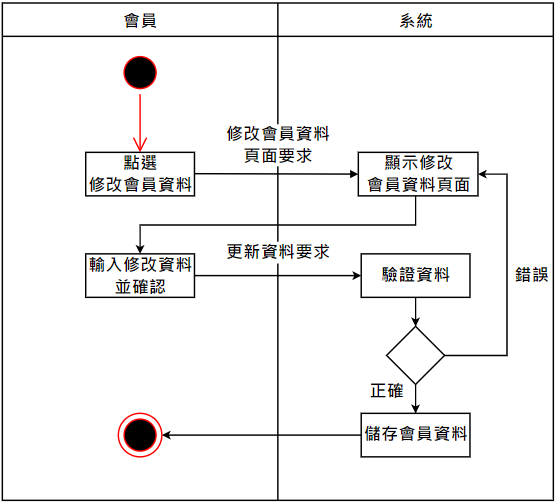 會員
系統
修改會員資料
頁面要求
點選
修改會員資料
顯示修改
會員資料頁面
更新資料要求
輸入修改資料
並確認
驗證資料
錯誤
正確
儲存會員資料